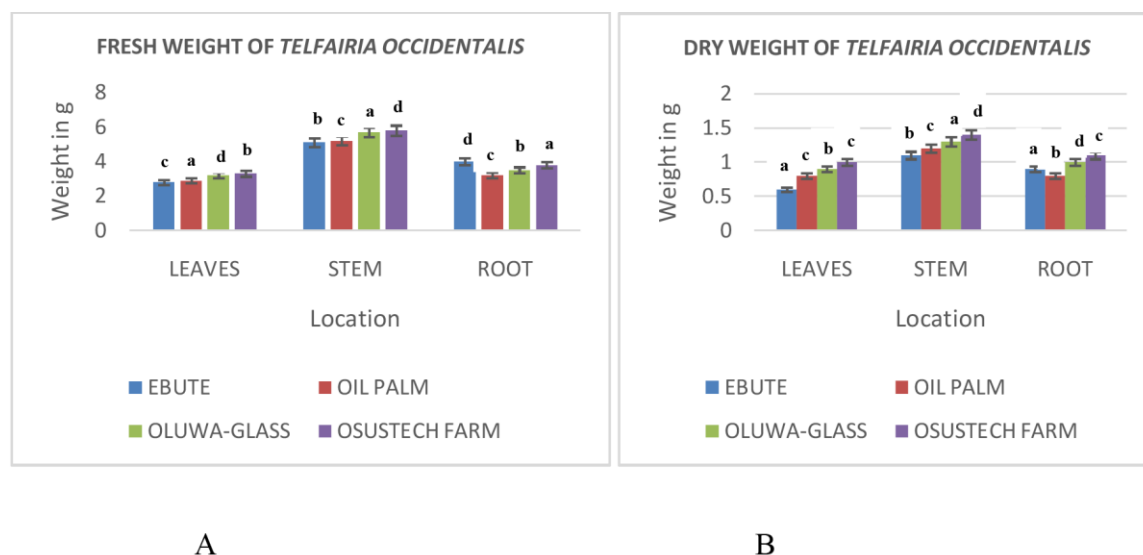 FRESH WEIGHT OF TELFAIRIA OCCIDENTALIS
Weight in g
8
6
4
2
0
b c a d
c a d b
d c b a
LEAVES STEM ROOT
Location
EBUTE OIL PALM
OLUWA-GLASS OSUSTECH FARM
A
DRY WEIGHT OF TELFAIRIA OCCIDENTALIS
Weight in g
2
1.5
1
0.5
0
a c b c
b c a d
a b d c
LEAVES STEM ROOT
Location
EBUTE OIL PALM
OLUWA-GLASS OSUSTECH FARM
B